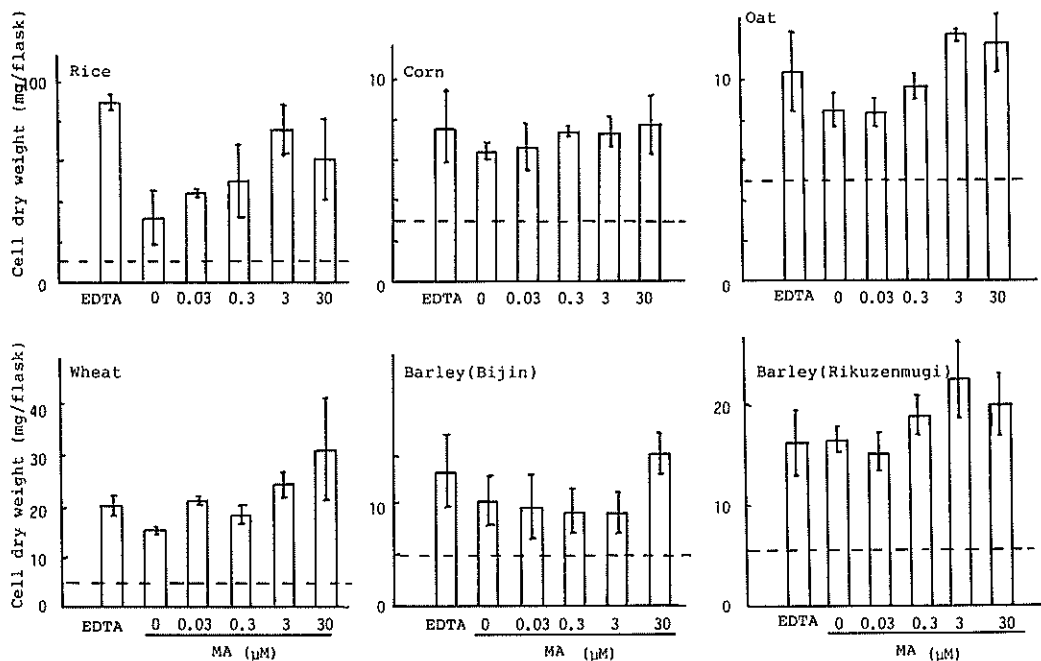 Cell dry weight (mg/flask)
Rice
100
0
EDTA 0 0.03 0.3 3 30
Corn
10
0
EDTA 0 0.03 0.3 3 30
Oat
10
0
EDTA 0 0.03 0.3 3 30
Cell dry weight (mg/flask)
Wheat
40
30
20
10
0
EDTA 0 0.03 0.3 3 30
MA (μM)
Barley(Bijin)
10
0
EDTA 0 0.03 0.3 3 30
MA (μM)
Barley(Rikuzenmugi)
20
10
0
EDTA 0 0.03 0.3 3 30
MA (μM)